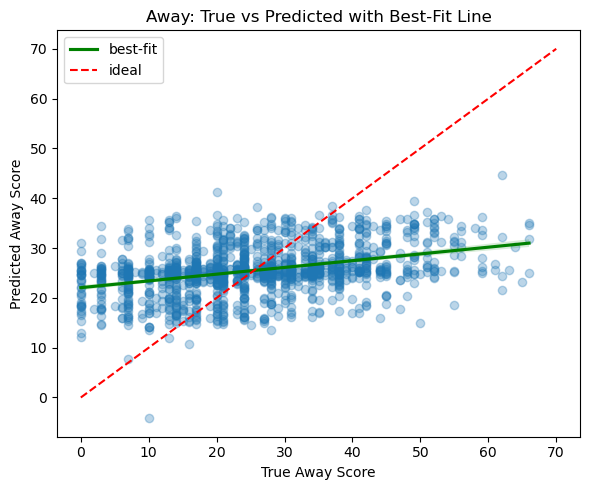 Away: True vs Predicted with Best-Fit Line
best-fit
ideal
70
60
50
40
30
20
10
0
Predicted Away Score
0 10 20 30 40 50 60 70
True Away Score